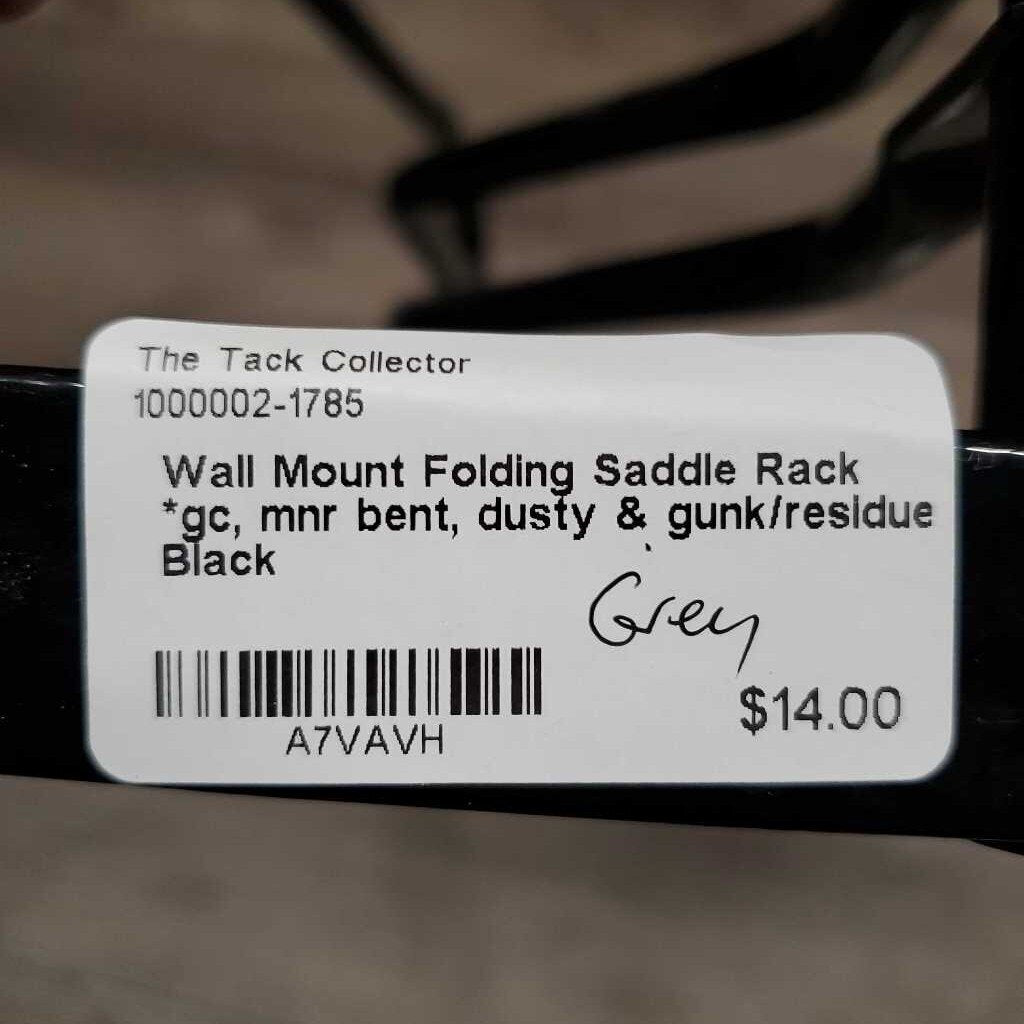 The Tack Collector
1000002-1785
Wall Mount Folding Saddle Rack
*gc, mnr bent, dusty & gunk/residue
Black
Grey
$14.00
A7VAVH